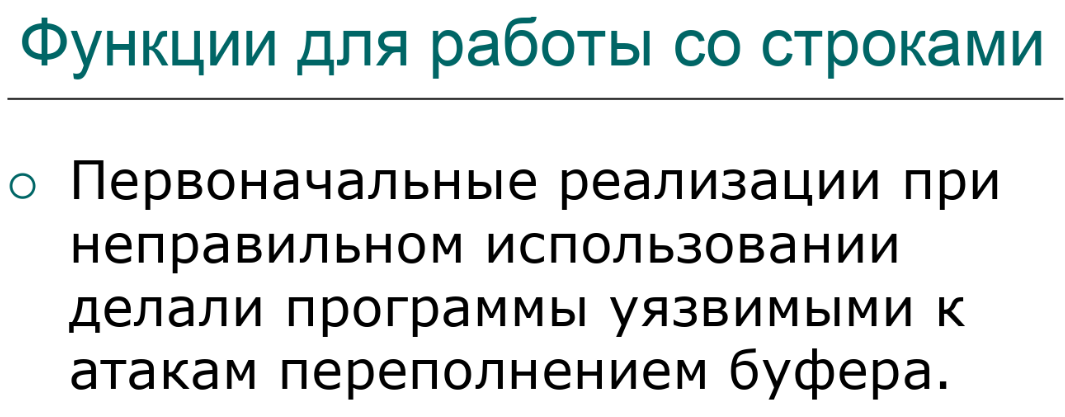 Функции для работы со строками
Первоначальные реализации при
неправильном использовании
делали программы уязвимыми к
атакам переполнением буфера.